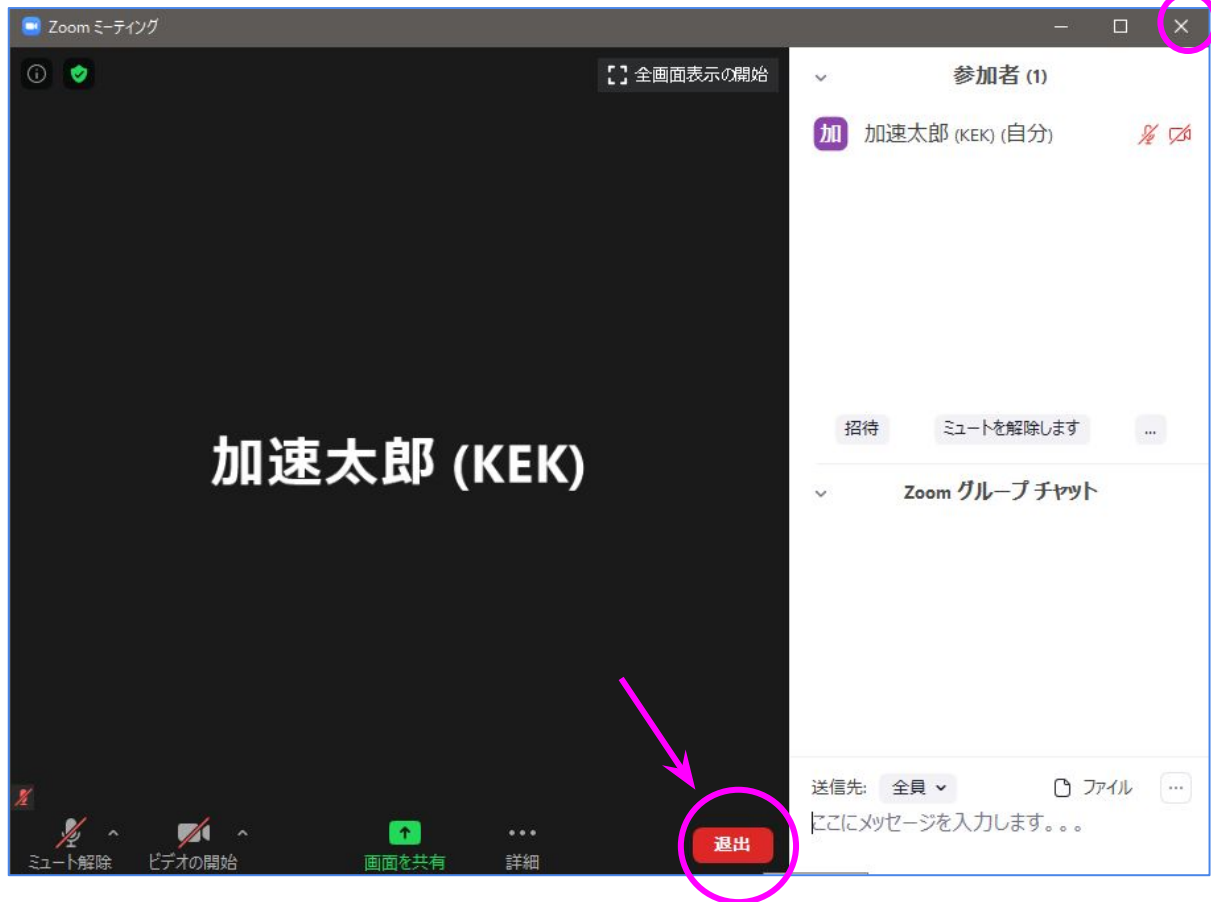 Zoom ミーティング
全画面表示の開始
参加者 (1)
加 加速太郎 (KEK) (自分)
加速太郎 (KEK)
招待 ミュートを解除します ...
Zoom グループ チャット
送信先: 全員 ファイル ...
ここにメッセージを入力します。。。
ミュート解除 ビデオの開始 画面を共有 詳細 退出